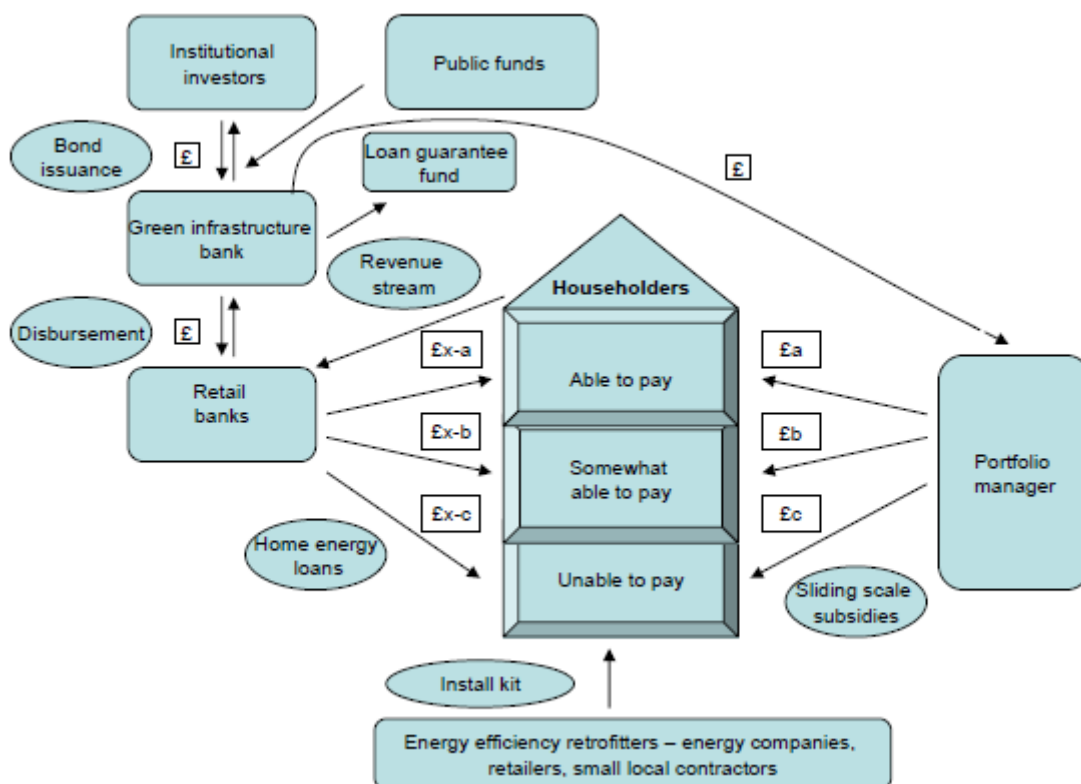 Institutional
investors
Public funds
Bond
issuance
£
Loan guarantee
fund
£
Green infrastructure
bank
Revenue
stream
Householders
Disbursement
£
£x-a
£a
Retail
banks
Able to pay
£x-b
£b
Somewhat
able to pay
Portfolio
manager
£x-c
£c
Home energy
loans
Unable to pay
Sliding scale
subsidies
Install kit
Energy efficiency retrofitters – energy companies,
retailers, small local contractors